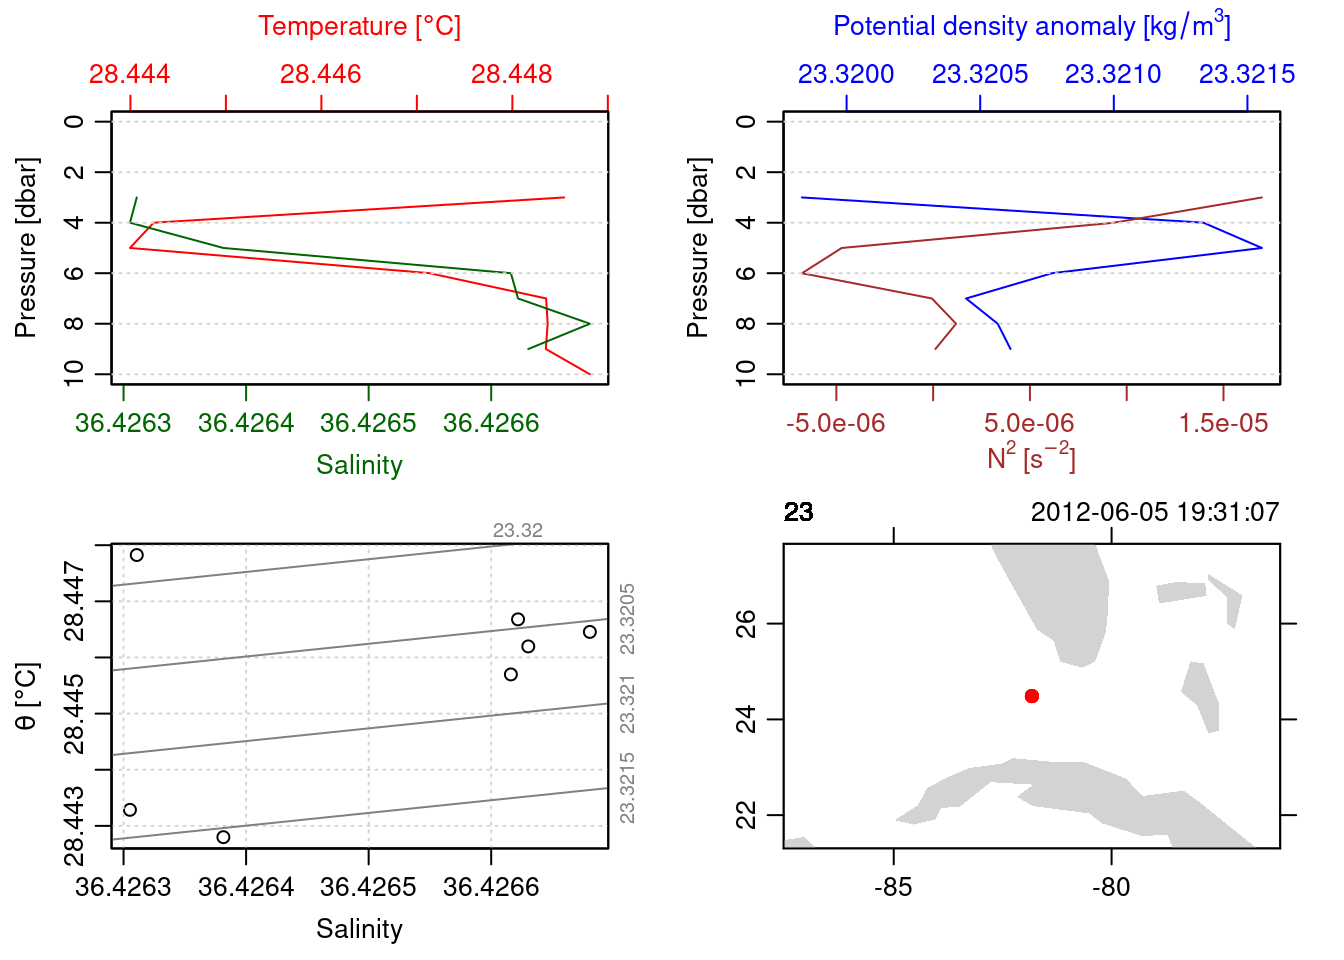 Temperature [°C]
28.444 28.446 28.448
Pressure [dbar]
0
2
4
6
8
10
36.4263 36.4264 36.4265 36.4266
Salinity
Potential density anomaly [kg/m³]
23.3200 23.3205 23.3210 23.3215
Pressure [dbar]
0
2
4
6
8
10
-5.0e-06 5.0e-06 1.5e-05
N² [s⁻²]
23.32
θ [°C]
28.447
28.445
28.443
23.3205
23.321
23.3215
36.4263 36.4264 36.4265 36.4266
Salinity
23 2012-06-05 19:31:07
26
24
22
-85 -80